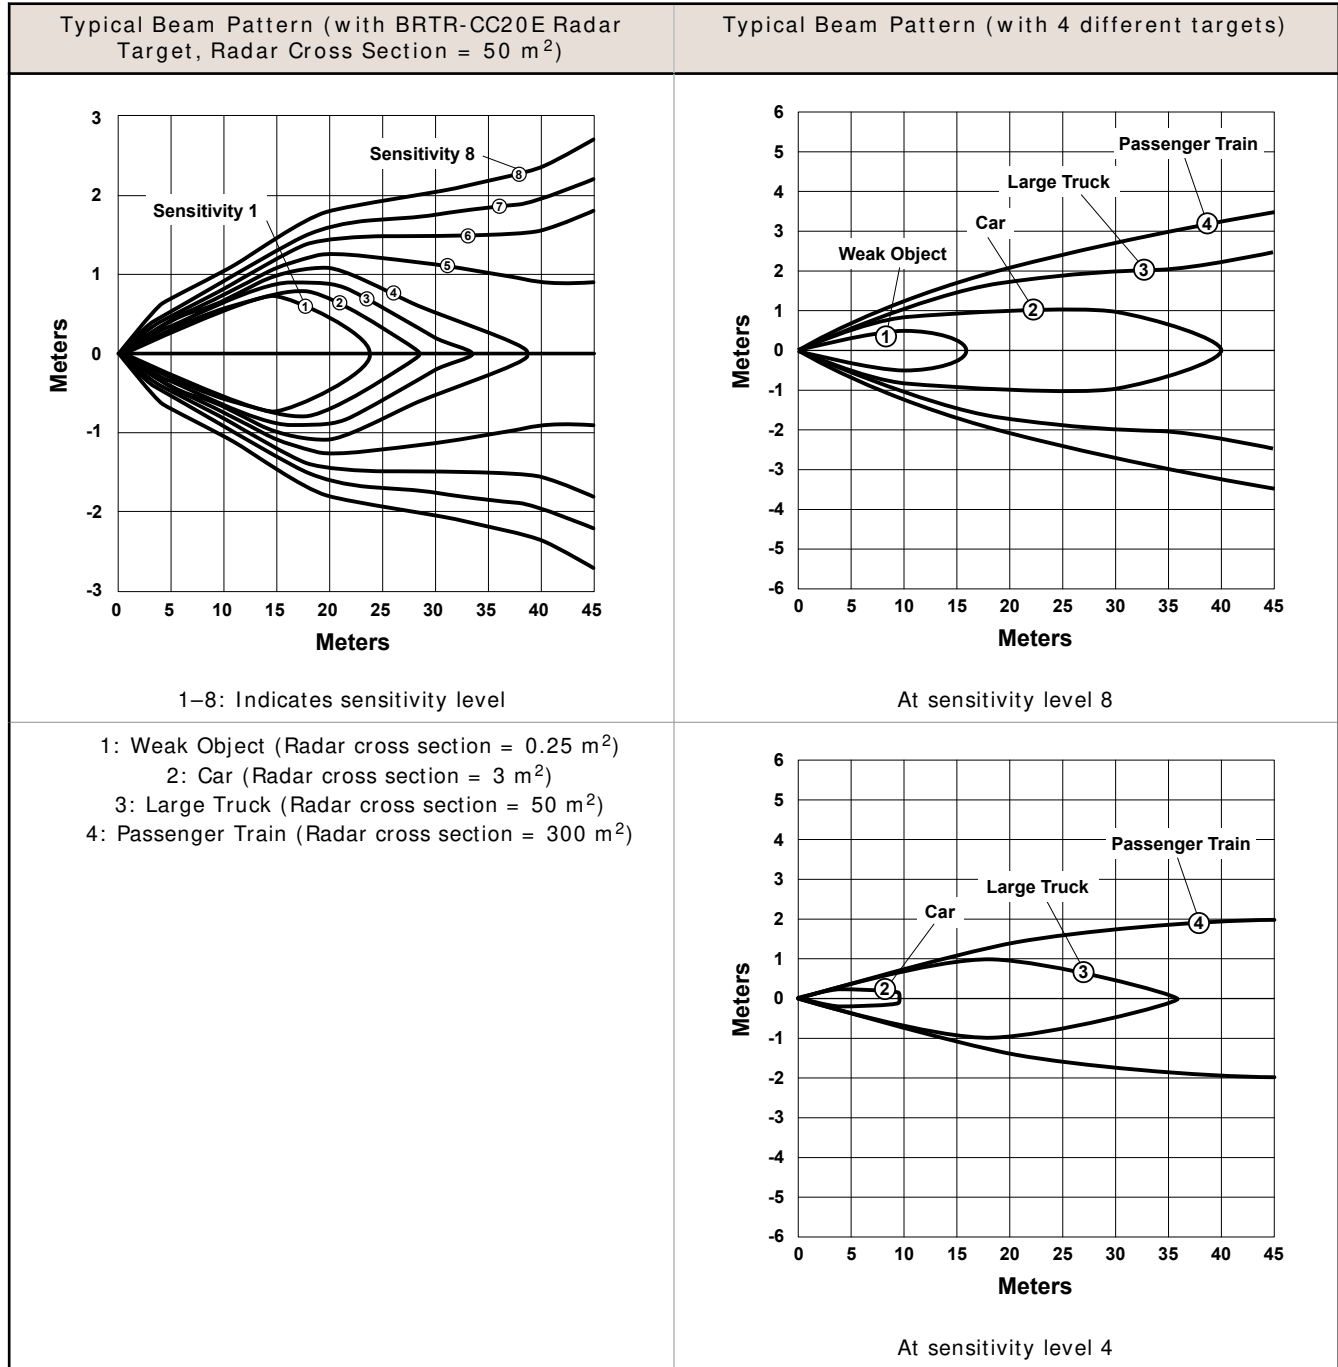 Typical Beam Pattern (with BRTR-CC20E Radar
Target, Radar Cross Section = 50 m²)
Typical Beam Pattern (with 4 different targets)
3
2
1
0
-1
-2
-3
Meters
Sensitivity 8
Sensitivity 1
8
7
6
5
4
3
2
1
0 5 10 15 20 25 30 35 40 45
Meters
1–8: Indicates sensitivity level
6
5
4
3
2
1
0
-1
-2
-3
-4
-5
-6
Meters
Passenger Train
Large Truck
Car
Weak Object
4
3
2
1
0 5 10 15 20 25 30 35 40 45
Meters
At sensitivity level 8
1: Weak Object (Radar cross section = 0.25 m²)
2: Car (Radar cross section = 3 m²)
3: Large Truck (Radar cross section = 50 m²)
4: Passenger Train (Radar cross section = 300 m²)
6
5
4
3
2
1
0
-1
-2
-3
-4
-5
-6
Meters
Passenger Train
Large Truck
Car
4
3
2
0 5 10 15 20 25 30 35 40 45
Meters
At sensitivity level 4